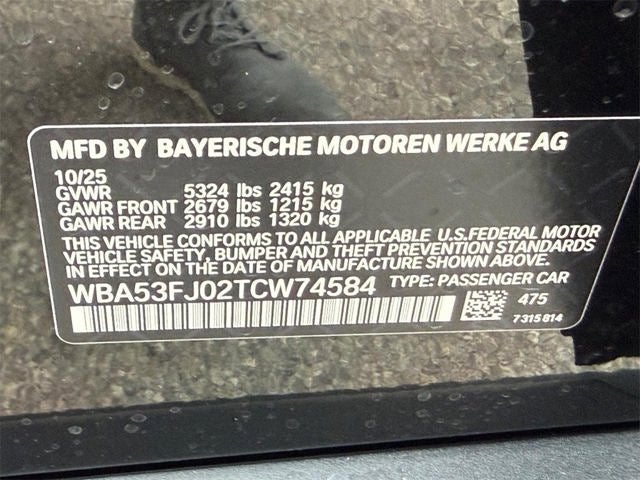 MFD BY BAYERISCHE MOTOREN WERKE AG
10/25
GVWR 5324 lbs 2415 kg
GAWR FRONT 2679 lbs 1215 kg
GAWR REAR 2910 lbs 1320 kg
THIS VEHICLE CONFORMS TO ALL APPLICABLE U.S.FEDERAL MOTOR
VEHICLE SAFETY, BUMPER AND THEFT PREVENTION STANDARDS
IN EFFECT ON THE DATE OF MANUFACTURE SHOWN ABOVE.
WBA53FJ02TCW74584 TYPE: PASSENGER CAR
475
7315814